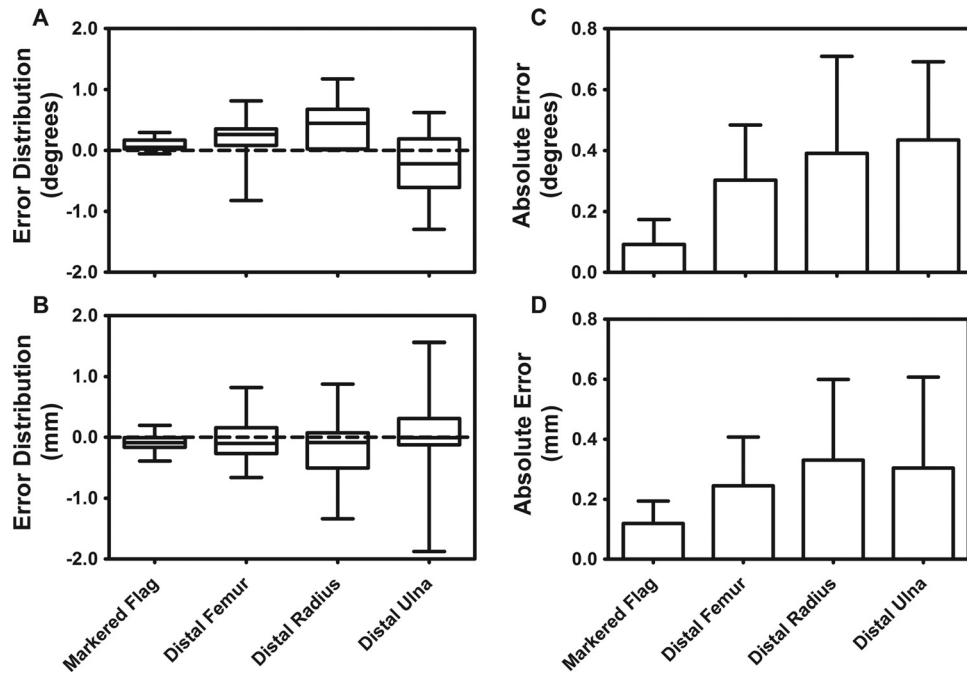 A
Error Distribution
(degrees)
2.0
1.0
0.0
-1.0
-2.0
B
Error Distribution
(mm)
2.0
1.0
0.0
-1.0
-2.0
Markered Flag
Distal Femur
Distal Radius
Distal Ulna
C
Absolute Error
(degrees)
0.8
0.6
0.4
0.2
0.0
D
Absolute Error
(mm)
0.8
0.6
0.4
0.2
0.0
Markered Flag
Distal Femur
Distal Radius
Distal Ulna